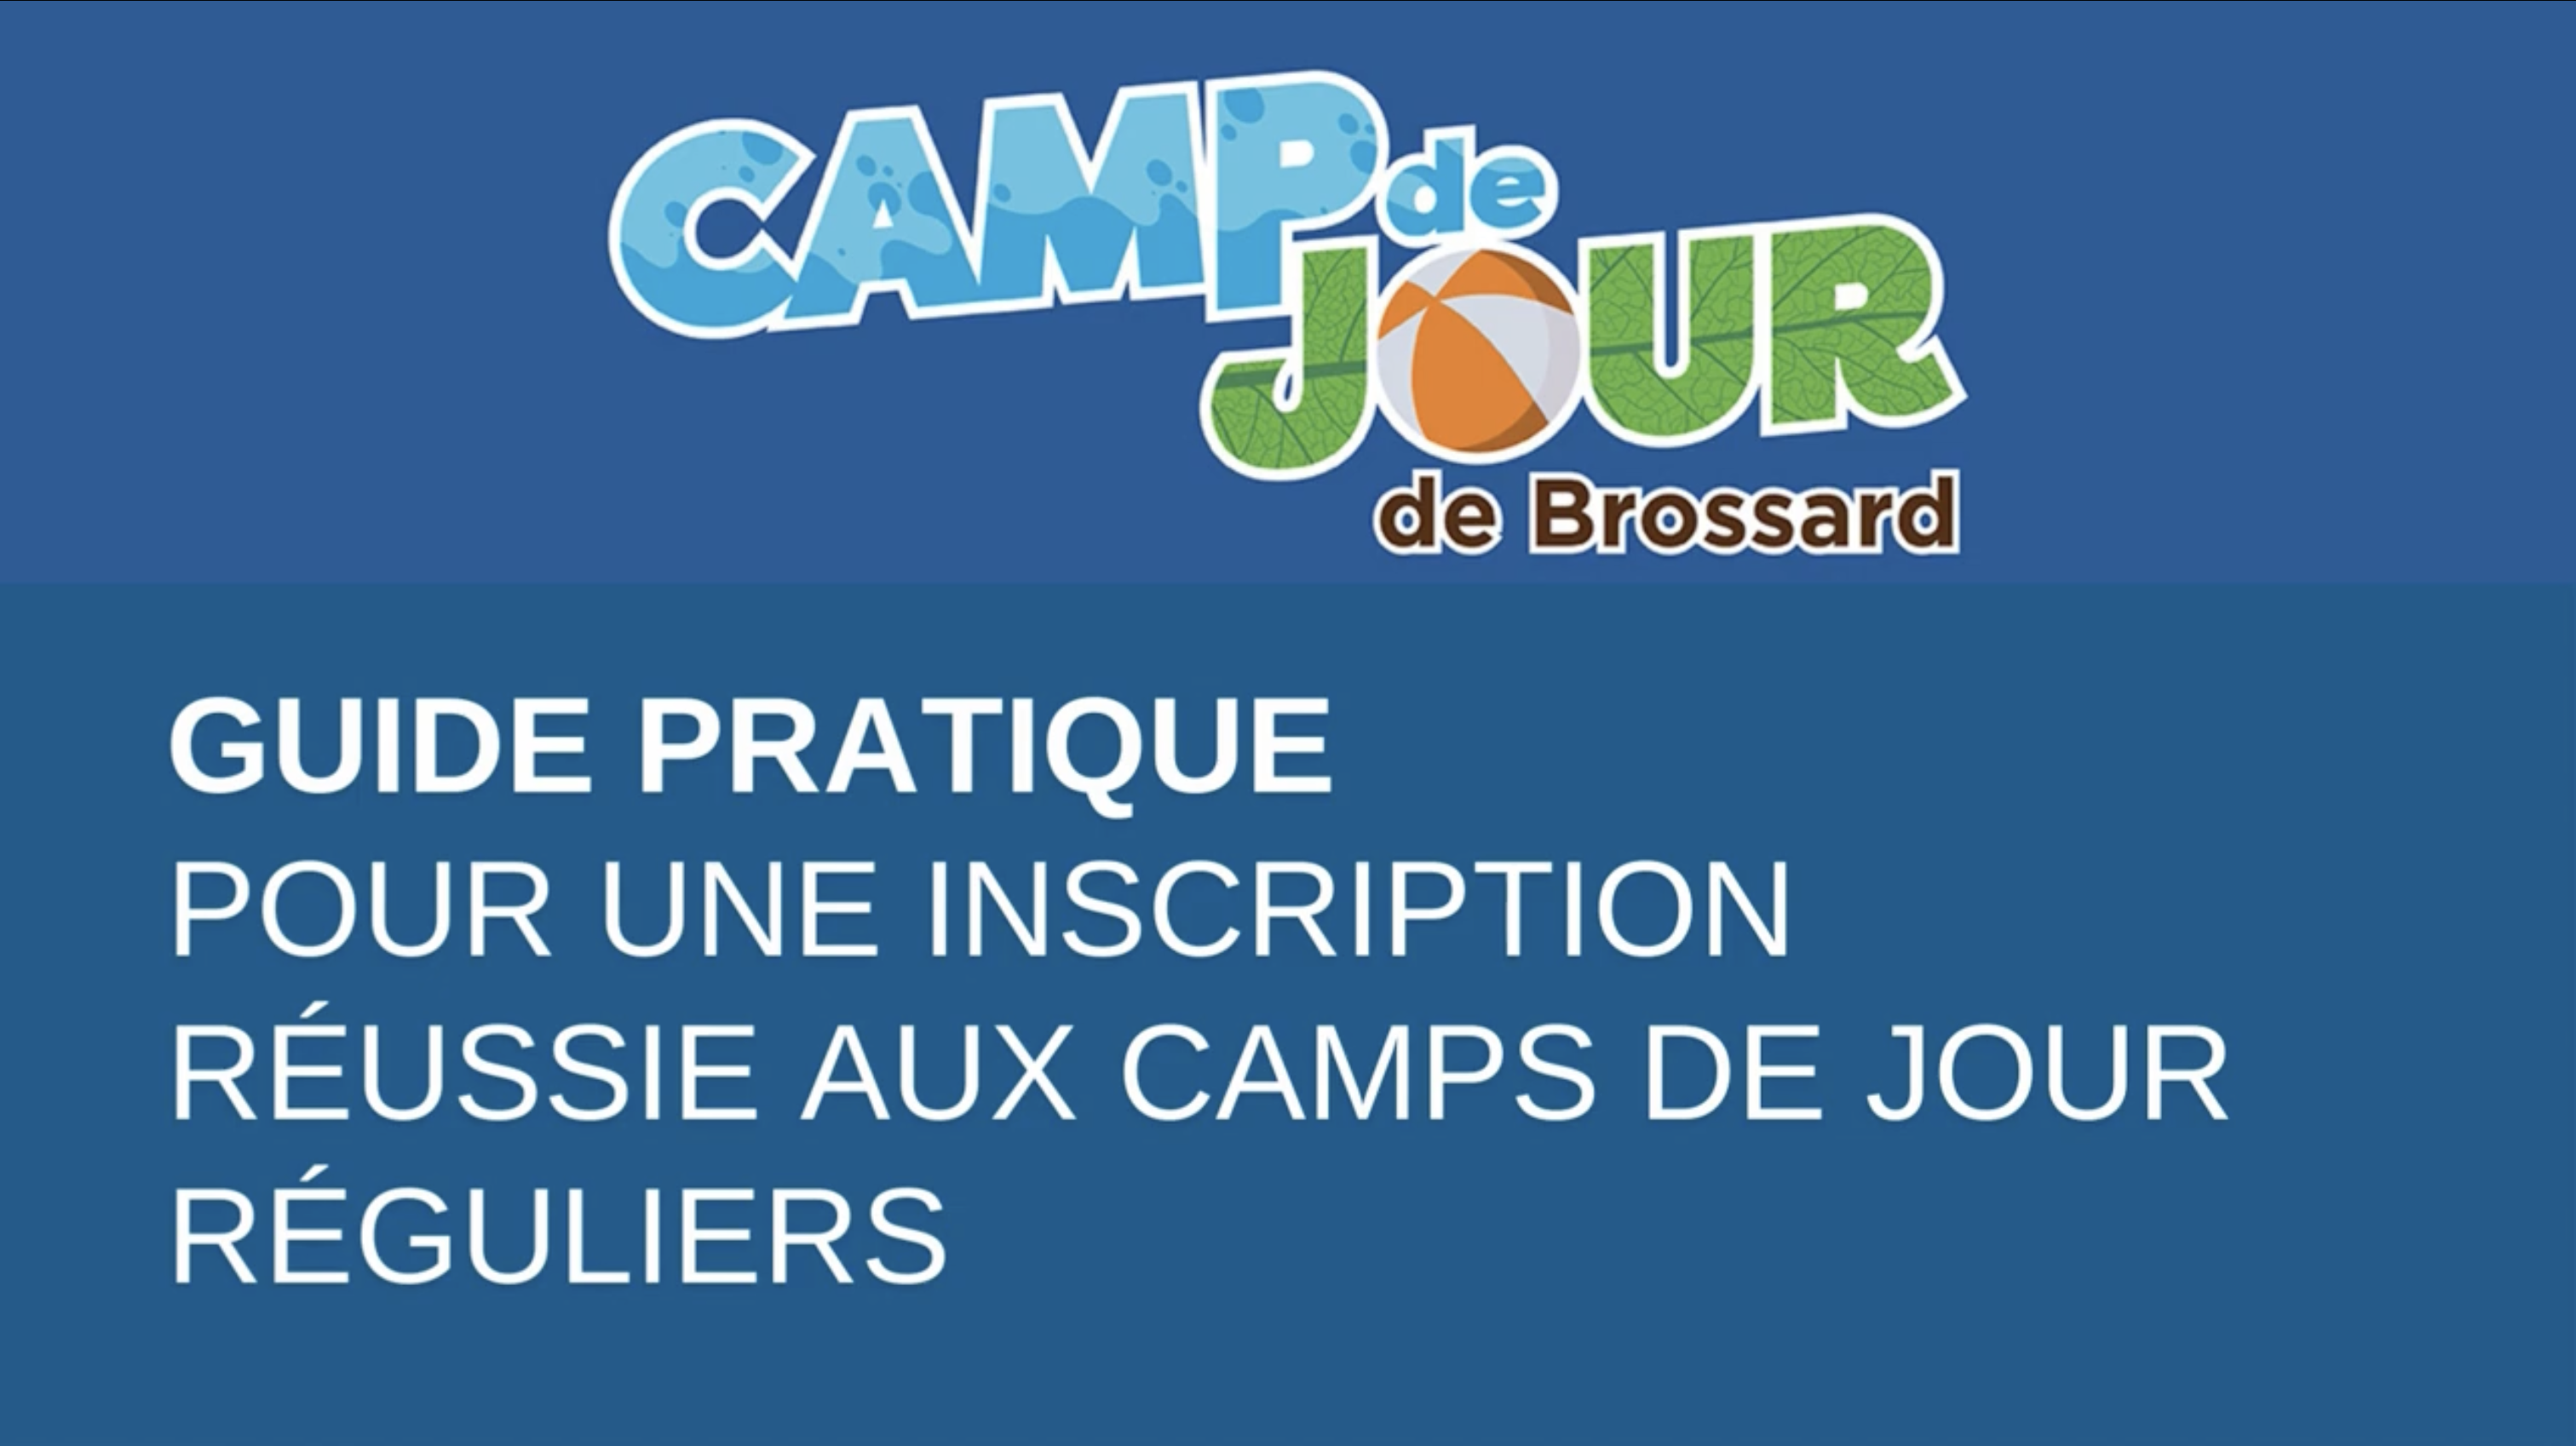 CAMP de
JOUR
de Brossard
GUIDE PRATIQUE
POUR UNE INSCRIPTION
RÉUSSIE AUX CAMPS DE JOUR
RÉGULIERS